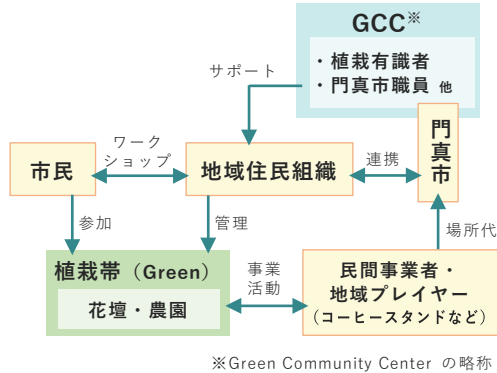 GCC※
・植栽有識者
・門真市職員 他
サポート
門真市
ワーク
ショップ
市民
地域住民組織
連携
参加
管理
場所代
植栽帯（Green）
花壇・農園
事業
活動
民間事業者・
地域プレイヤー
（コーヒースタンドなど）
※Green Community Center の略称